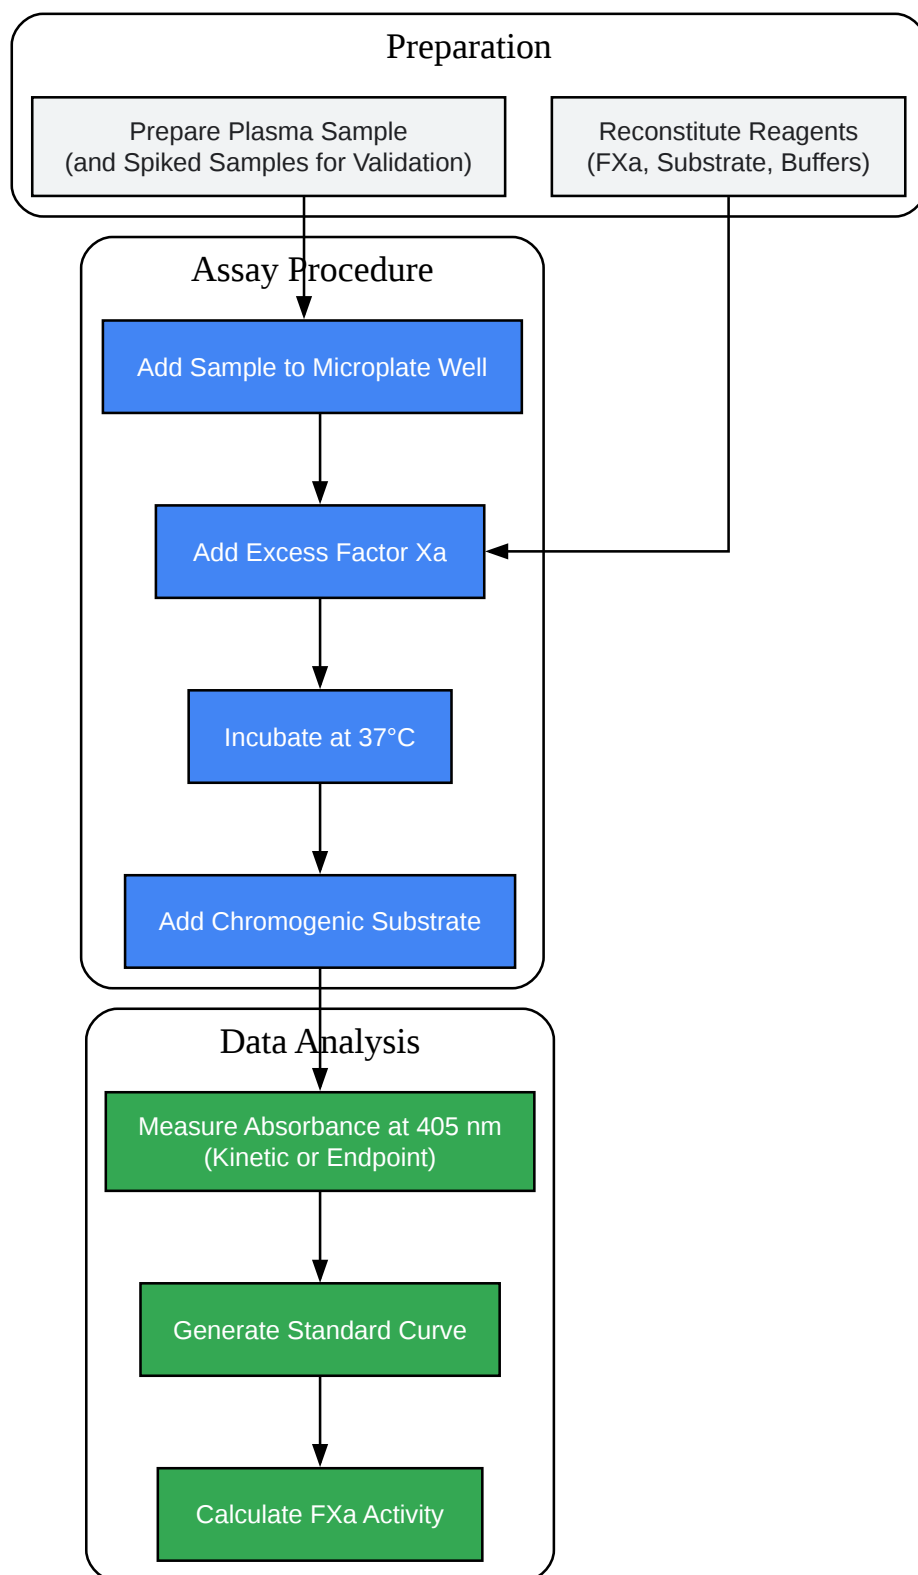 Preparation
Prepare Plasma Sample
(and Spiked Samples for Validation)
Reconstitute Reagents
(FXa, Substrate, Buffers)
Assay Procedure
Add Sample to Microplate Well
Add Excess Factor Xa
Incubate at 37°C
Add Chromogenic Substrate
Data Analysis
Measure Absorbance at 405 nm
(Kinetic or Endpoint)
Generate Standard Curve
Calculate FXa Activity